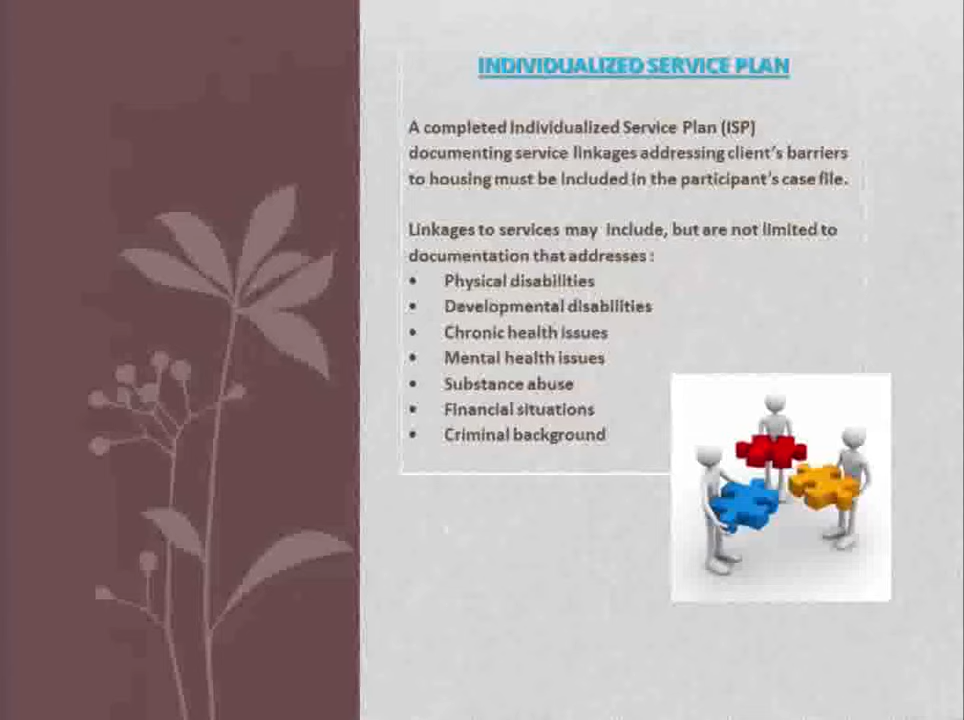 INDIVIDUALIZED SERVICE PLAN
A completed Individualized Service Plan (ISP)
documenting service linkages addressing client's barriers
to housing must be included in the participant's case file.
Linkages to services may include, but are not limited to
documentation that addresses :
• Physical disabilities
• Developmental disabilities
• Chronic health issues
• Mental health issues
• Substance abuse
• Financial situations
• Criminal background